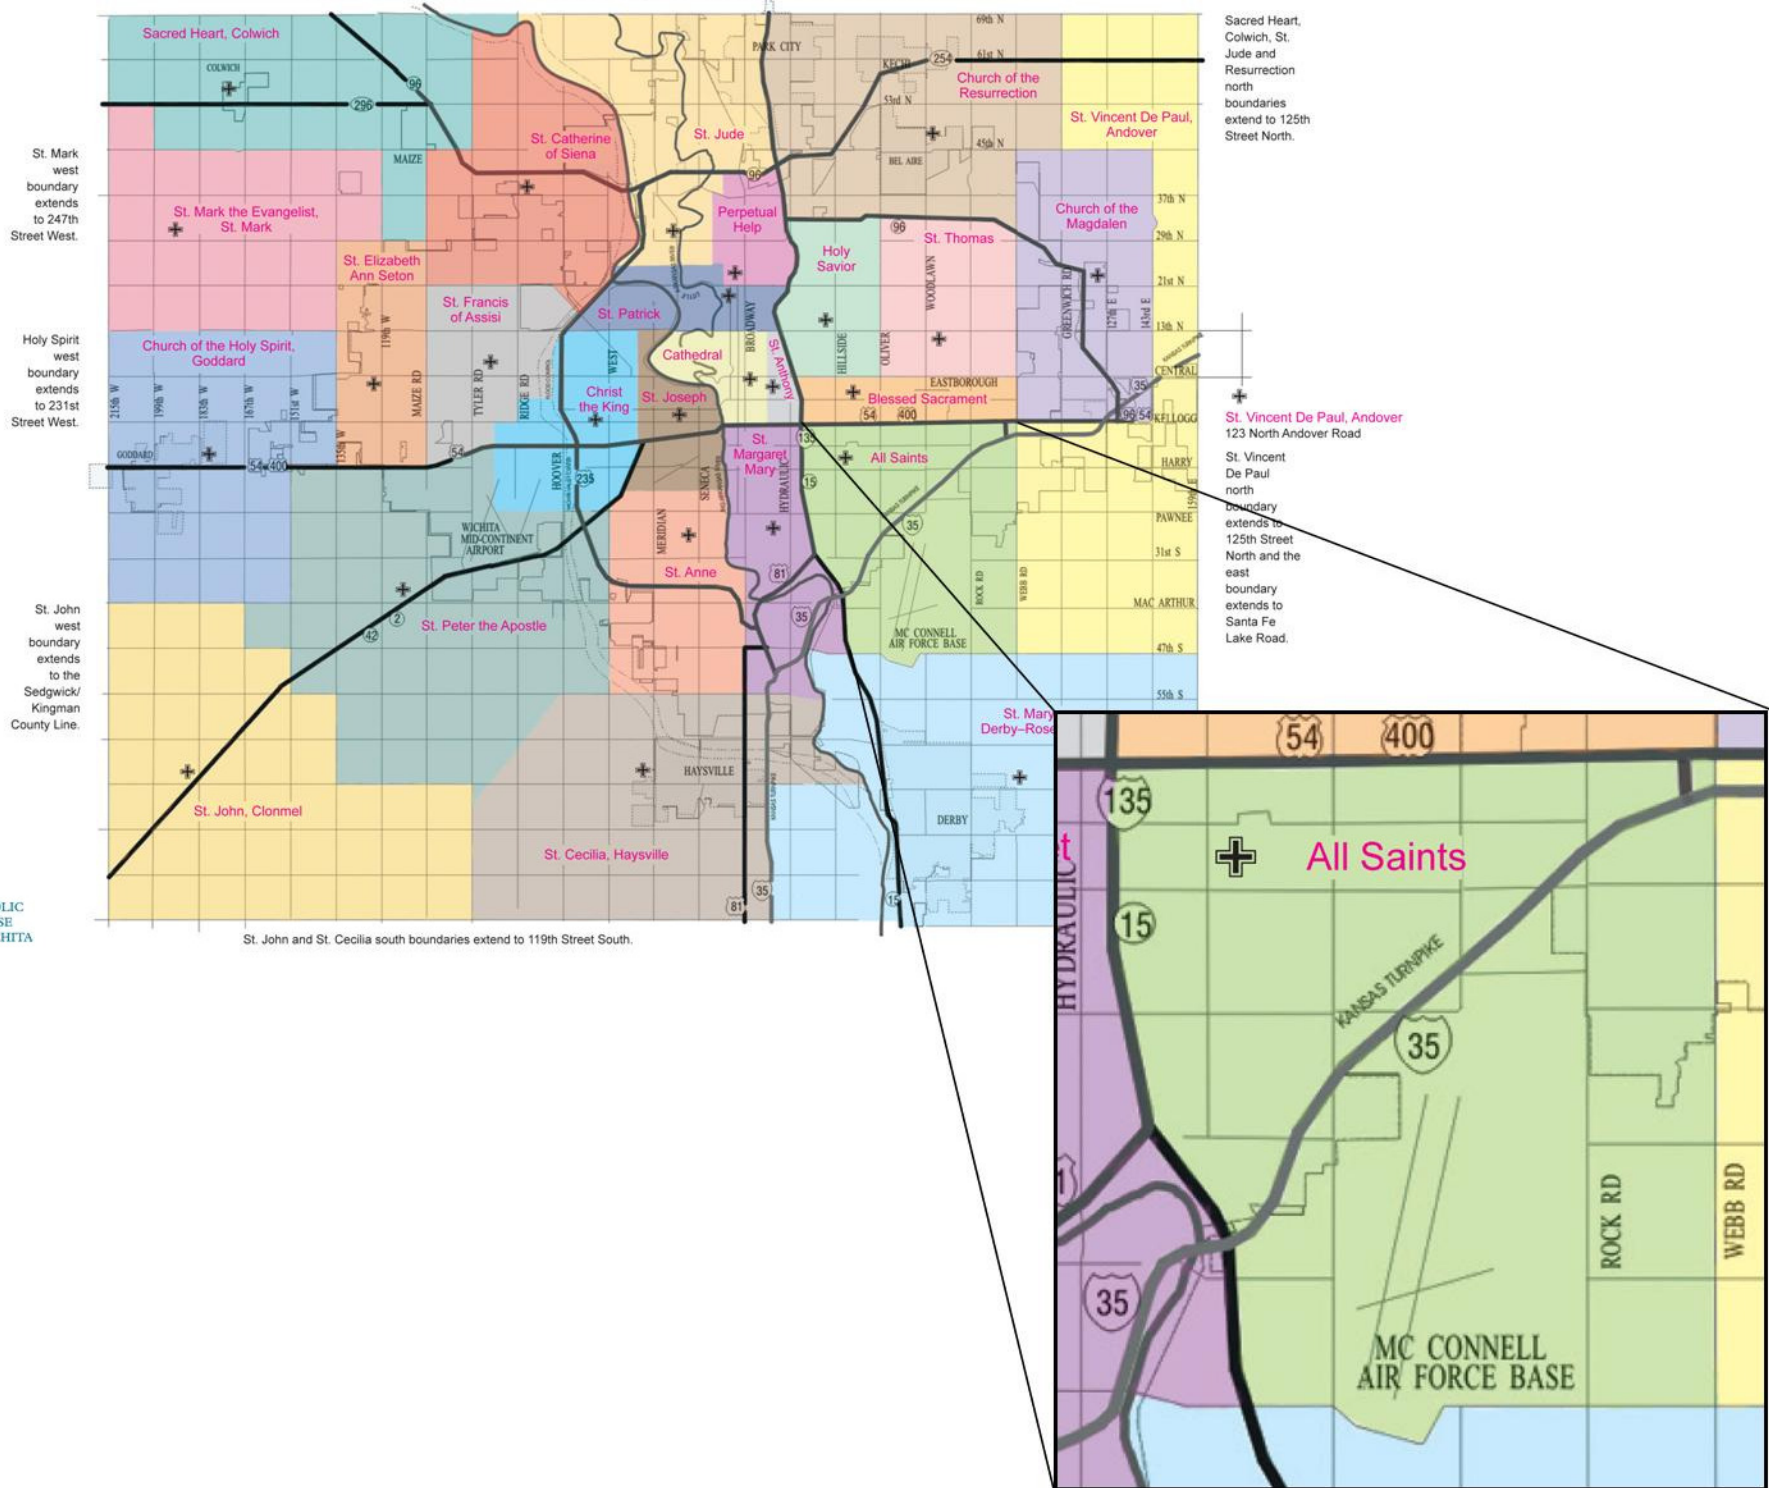 Sacred Heart, Colwich
COLWICH
96
296
MAIZE
St. Catherine
of Siena
PARK CITY
St. Jude
96
69th N
61st N
254
KECHI
53rd N
Church of the
Resurrection
45th N
BEL AIRE
St. Vincent De Paul,
Andover
Sacred Heart,
Colwich, St.
Jude and
Resurrection
north
boundaries
extend to 125th
Street North.
St. Mark
west
boundary
extends
to 247th
Street West.
St. Mark the Evangelist,
St. Mark
St. Elizabeth
Ann Seton
Perpetual
Help
Holy
Savior
96
St. Thomas
Church of the
Magdalen
37th N
29th N
21st N
13th N
WOODLAWN
GREENWICH RD
127th E
143rd E
St. Francis
of Assisi
St. Patrick
LITTLE
BROADWAY
HILLSIDE
OLIVER
KANSAS TURNPIKE
CENTRAL
Holy Spirit
west
boundary
extends
to 231st
Street West.
Church of the Holy Spirit,
Goddard
215th W
199th W
183th W
167th W
151st W
135th W
119th W
MAIZE RD
TYLER RD
RIDGE RD
WEST
Christ
the King
St. Joseph
Cathedral
St. Anthony
EASTBOROUGH
Blessed Sacrament
54
400
35
96
54
KELLOGG
St. Vincent De Paul, Andover
123 North Andover Road
St. Vincent
De Paul
north
boundary
extends to
125th Street
North and the
east
boundary
extends to
Santa Fe
Lake Road.
GODDARD
54
400
54
HOOVER
235
SENECA
St.
Margaret
Mary
HYDRAULIC
135
15
All Saints
HARRY
159th E
PAWNEE
31st S
MAC ARTHUR
47th S
55th S
WICHITA
MID-CONTINENT
AIRPORT
MERIDIAN
St. Anne
81
35
KANSAS TURNPIKE
35
ROCK RD
WEBB RD
MC CONNELL
AIR FORCE BASE
St. John
west
boundary
extends
to the
Sedgwick/
Kingman
County Line.
2
42
St. Peter the Apostle
St. Mary
Derby–Rose
HAYSVILLE
KANSAS TURNPIKE
DERBY
St. John, Clonmel
St. Cecilia, Haysville
81
35
15
LIC
SE
HITA
St. John and St. Cecilia south boundaries extend to 119th Street South.
54
400
135
t
All Saints
HYDRAULIC
15
KANSAS TURNPIKE
35
1
35
ROCK RD
WEBB RD
MC CONNELL
AIR FORCE BASE